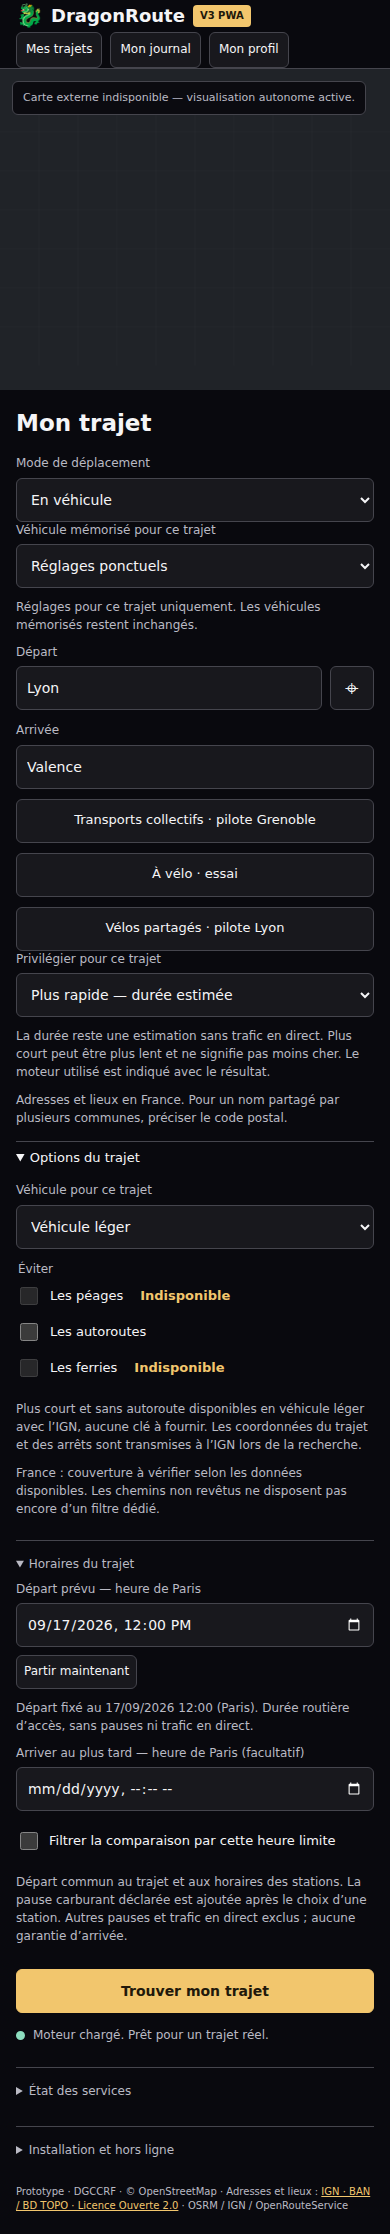 🐉 DragonRoute V3 PWA
Mes trajets Mon journal Mon profil
Carte externe indisponible — visualisation autonome active.
Mon trajet
Mode de déplacement
En véhicule
Véhicule mémorisé pour ce trajet
Réglages ponctuels
Réglages pour ce trajet uniquement. Les véhicules
mémorisés restent inchangés.
Départ
Lyon
Arrivée
Valence
Transports collectifs · pilote Grenoble
À vélo · essai
Vélos partagés · pilote Lyon
Privilégier pour ce trajet
Plus rapide — durée estimée
La durée reste une estimation sans trafic en direct. Plus
court peut être plus lent et ne signifie pas moins cher. Le
moteur utilisé est indiqué avec le résultat.
Adresses et lieux en France. Pour un nom partagé par
plusieurs communes, préciser le code postal.
Options du trajet
Véhicule pour ce trajet
Véhicule léger
Éviter
Les péages Indisponible
Les autoroutes
Les ferries Indisponible
Plus court et sans autoroute disponibles en véhicule léger
avec l’IGN, aucune clé à fournir. Les coordonnées du trajet
et des arrêts sont transmises à l’IGN lors de la recherche.
France : couverture à vérifier selon les données
disponibles. Les chemins non revêtus ne disposent pas
encore d’un filtre dédié.
Horaires du trajet
Départ prévu — heure de Paris
09/17/2026, 12:00 PM
Partir maintenant
Départ fixé au 17/09/2026 12:00 (Paris). Durée routière
d’accès, sans pauses ni trafic en direct.
Arriver au plus tard — heure de Paris (facultatif)
mm/dd/yyyy, --:-- --
Filtrer la comparaison par cette heure limite
Départ commun au trajet et aux horaires des stations. La
pause carburant déclarée est ajoutée après le choix d’une
station. Autres pauses et trafic en direct exclus ; aucune
garantie d’arrivée.
Trouver mon trajet
Moteur chargé. Prêt pour un trajet réel.
État des services
Installation et hors ligne
Prototype · DGCCRF · © OpenStreetMap · Adresses et lieux : IGN · BAN
/ BD TOPO · Licence Ouverte 2.0 · OSRM / IGN / OpenRouteService